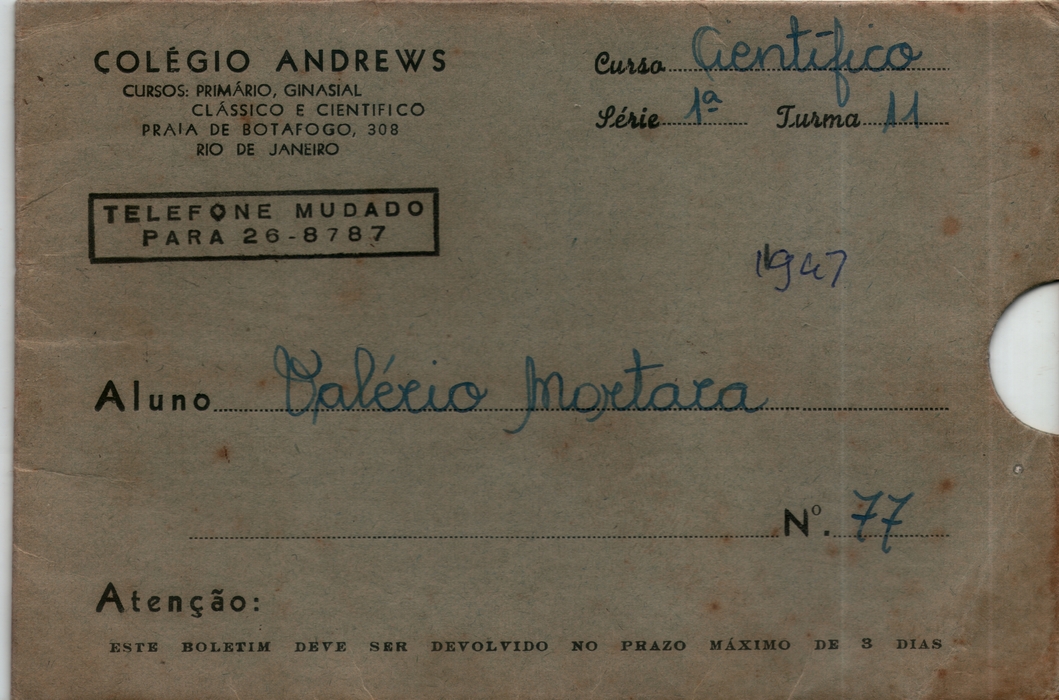 COLÉGIO ANDREWS
CURSOS: PRIMÁRIO, GINASIAL
CLÁSSICO E CIENTIFICO
PRAIA DE BOTAFOGO, 308
RIO DE JANEIRO
Curso Científico
Série 1ª Turma 11
TELEFONE MUDADO
PARA 26-8787
1947
Aluno Valério Mortara
Nº. 77
Atenção:
ESTE BOLETIM DEVE SER DEVOLVIDO NO PRAZO MÁXIMO DE 3 DIAS